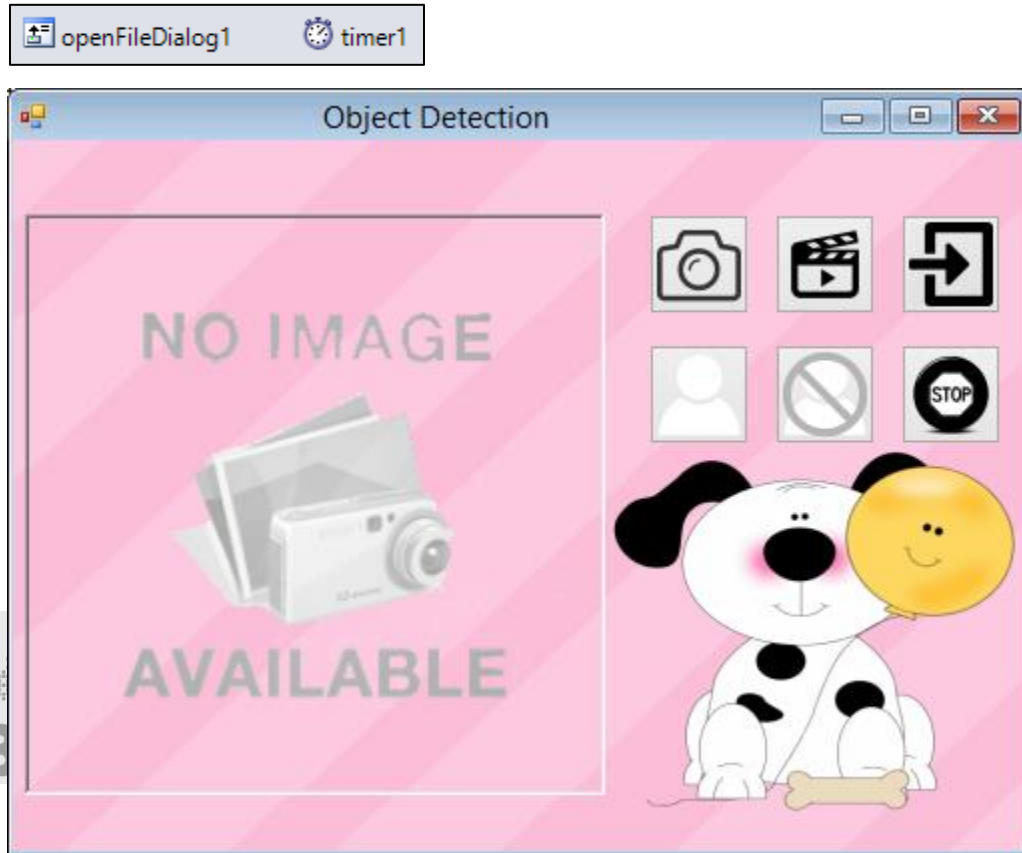 openFileDialog1 timer1
Object Detection
NO IMAGE
STOP
AVAILABLE